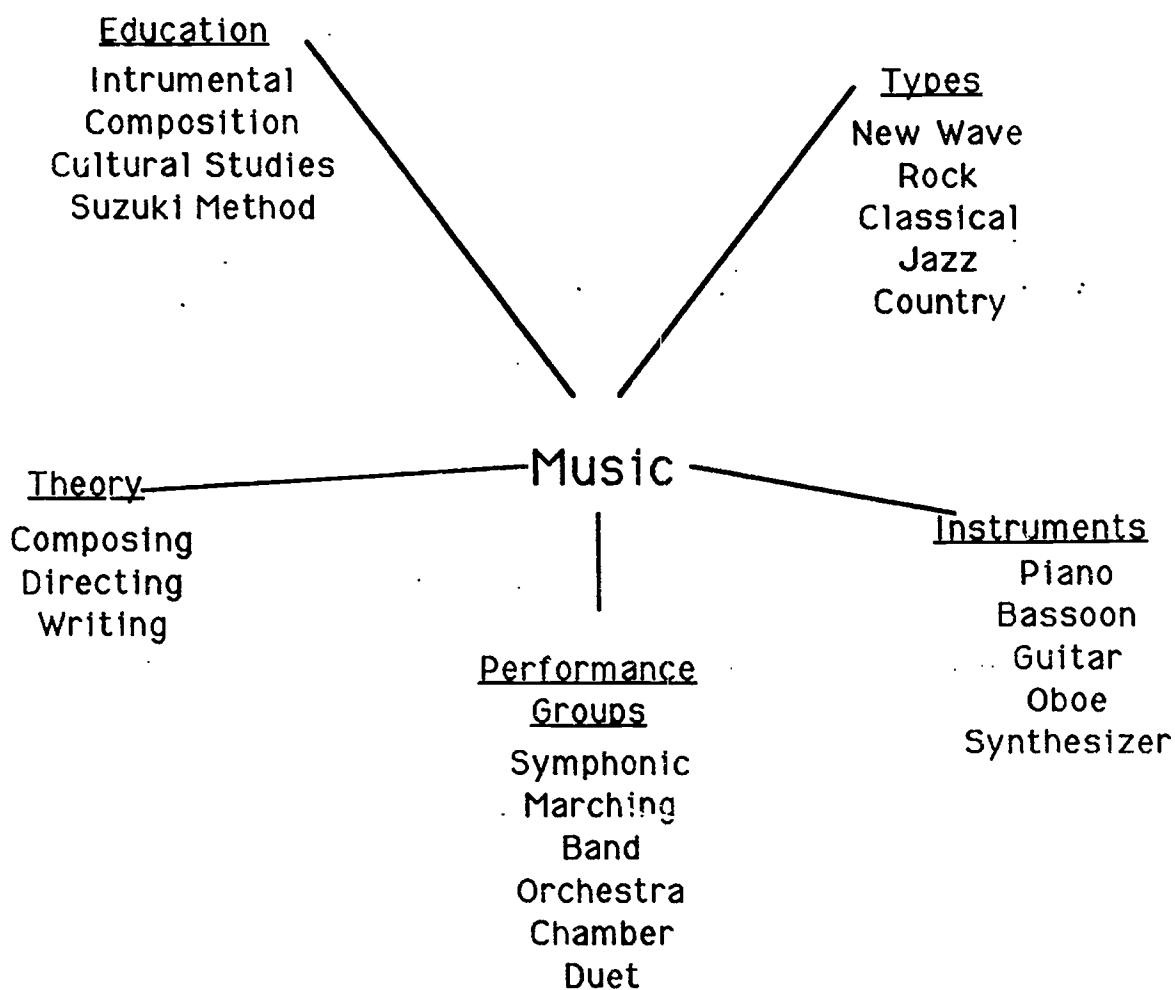 Education
Intrumental
Composition
Cultural Studies
Suzuki Method
Types
New Wave
Rock
Classical
Jazz
Country
Music
Theory
Composing
Directing
Writing
Instruments
Piano
Bassoon
Guitar
Oboe
Synthesizer
Performance
Groups
Symphonic
Marching
Band
Orchestra
Chamber
Duet